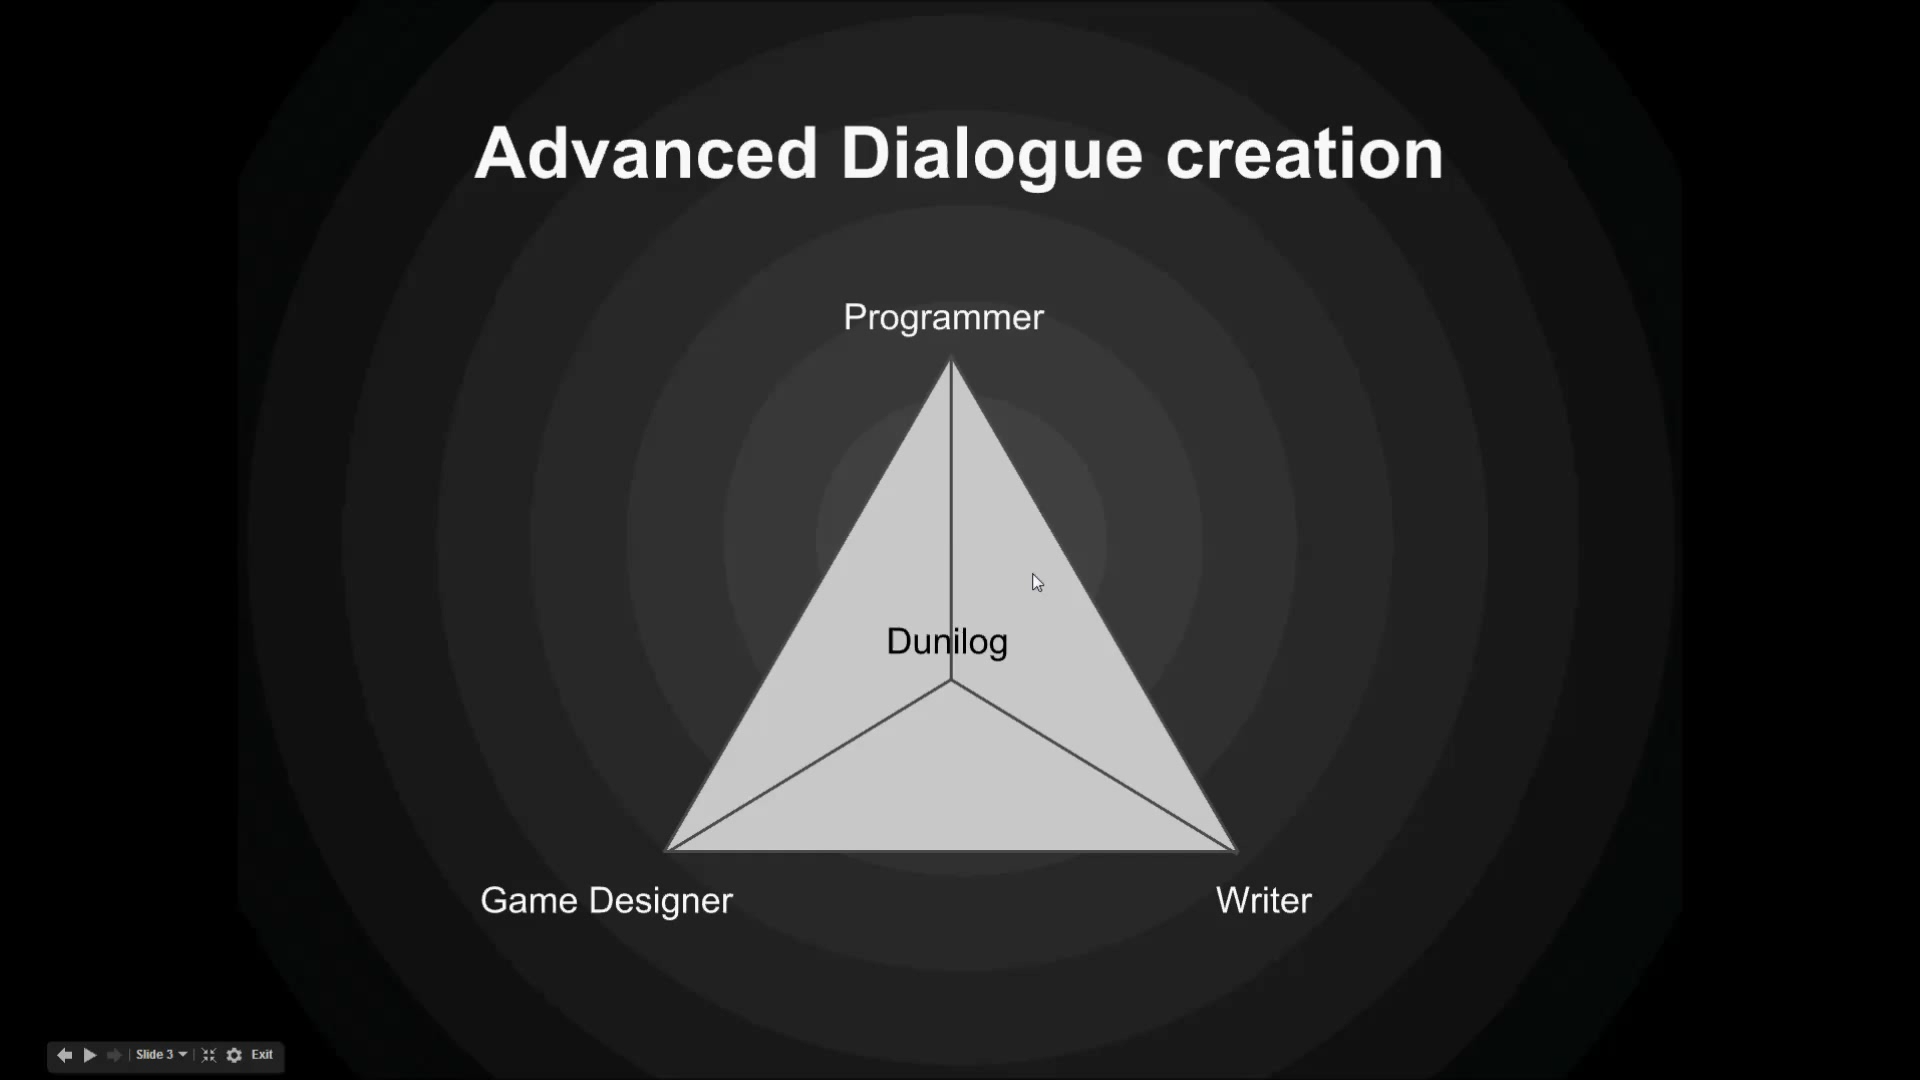 Advanced Dialogue creation
Programmer
Dunilog
Game Designer
Writer
Slide 3
Exit